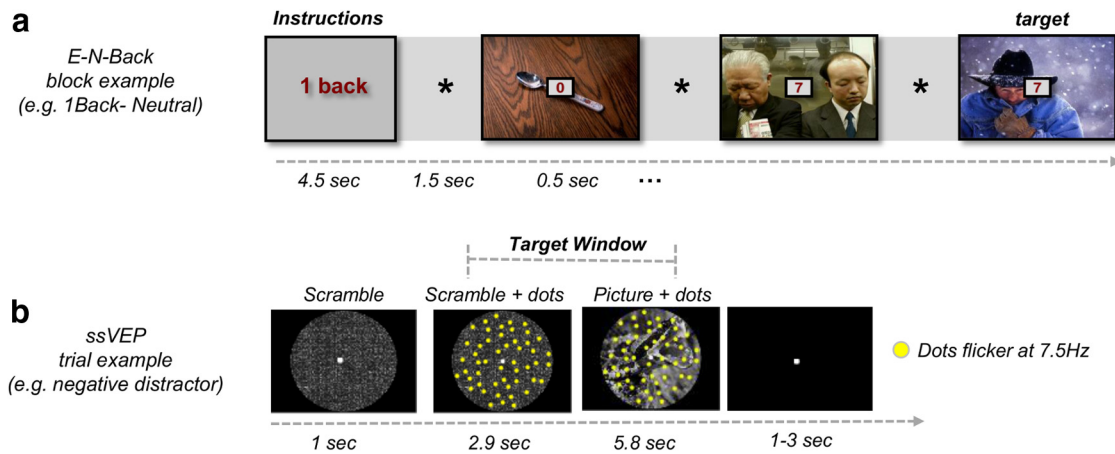 a
E-N-Back
block example
(e.g. 1Back- Neutral)
Instructions
target
1 back
*
0
*
7
*
7
4.5 sec
1.5 sec
0.5 sec
...
Target Window
b
ssVEP
trial example
(e.g. negative distractor)
Scramble
Scramble + dots
Picture + dots
Dots flicker at 7.5Hz
1 sec
2.9 sec
5.8 sec
1-3 sec